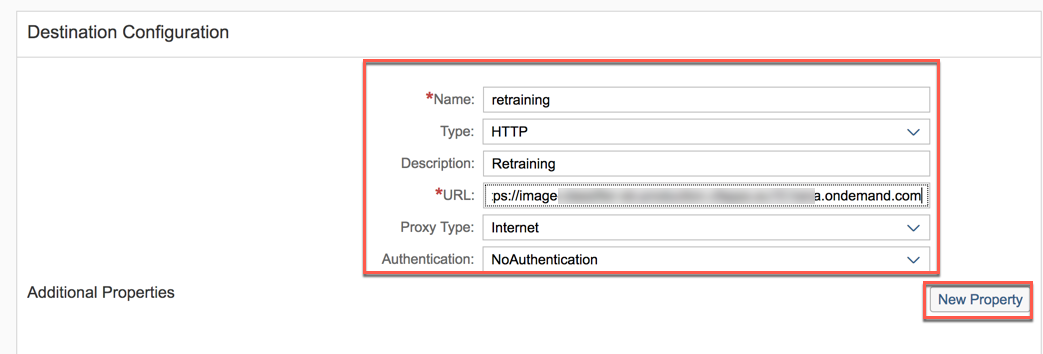 Destination Configuration
*Name: retraining
Type: HTTP
Description: Retraining
*URL: :ps://image a.ondemand.com
Proxy Type: Internet
Authentication: NoAuthentication
Additional Properties
New Property